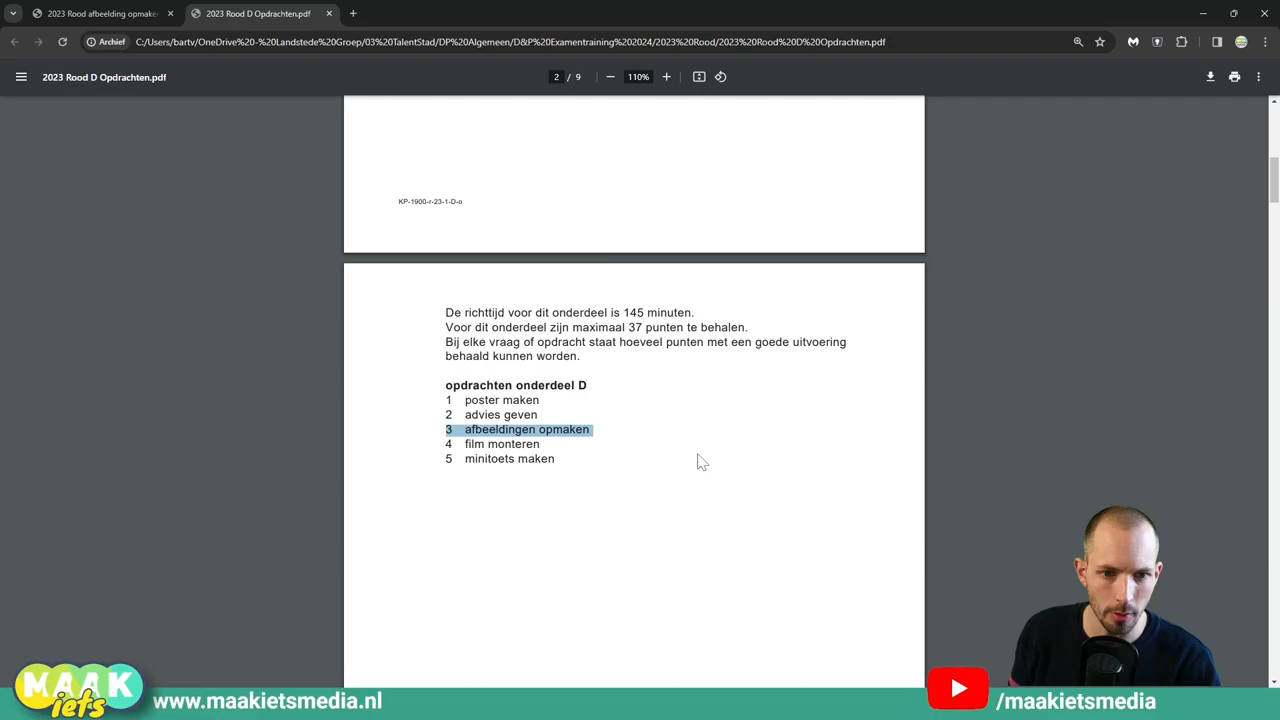 2023 Rood afbeelding opmake
2023 Rood D Opdrachten.pdf
Archief
C:/Users/bartv/OneDrive%20-%20Landstede%20Groep/03%20TalentStad/DP%20Algemeen/D&P%20Examentraining%202024/2023%20Rood/2023%20Rood%20D%20Opdrachten.pdf
2023 Rood D Opdrachten.pdf
2 / 9
110%
KP-1900-r-23-1-D-o
De richttijd voor dit onderdeel is 145 minuten.
Voor dit onderdeel zijn maximaal 37 punten te behalen.
Bij elke vraag of opdracht staat hoeveel punten met een goede uitvoering
behaald kunnen worden.
opdrachten onderdeel D
1 poster maken
2 advies geven
3 afbeeldingen opmaken
4 film monteren
5 minitoets maken
MAAK
iets
www.maakietsmedia.nl
/maakietsmedia